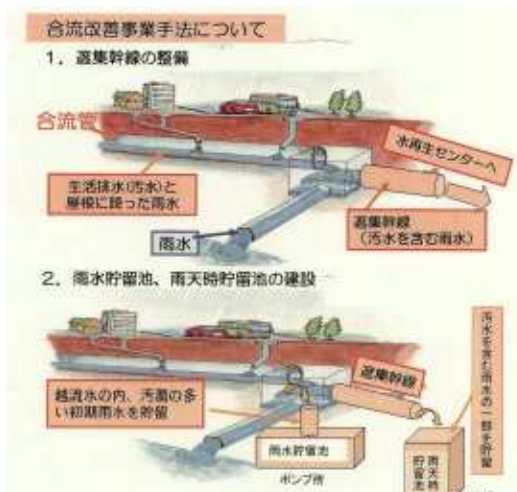 合流改善事業手法について
1．遮集幹線の整備
合流管
水再生センターへ
生活排水(汚水)と
屋根に降った雨水
遮集幹線
(汚水を含む雨水)
雨水
2．雨水貯留池、雨天時貯留池の建設
汚水を含む雨水の一部を貯留
遮集幹線
越流水の内、汚濁の多
い初期雨水を貯留
雨水貯留池
ポンプ所
雨天時
貯留池